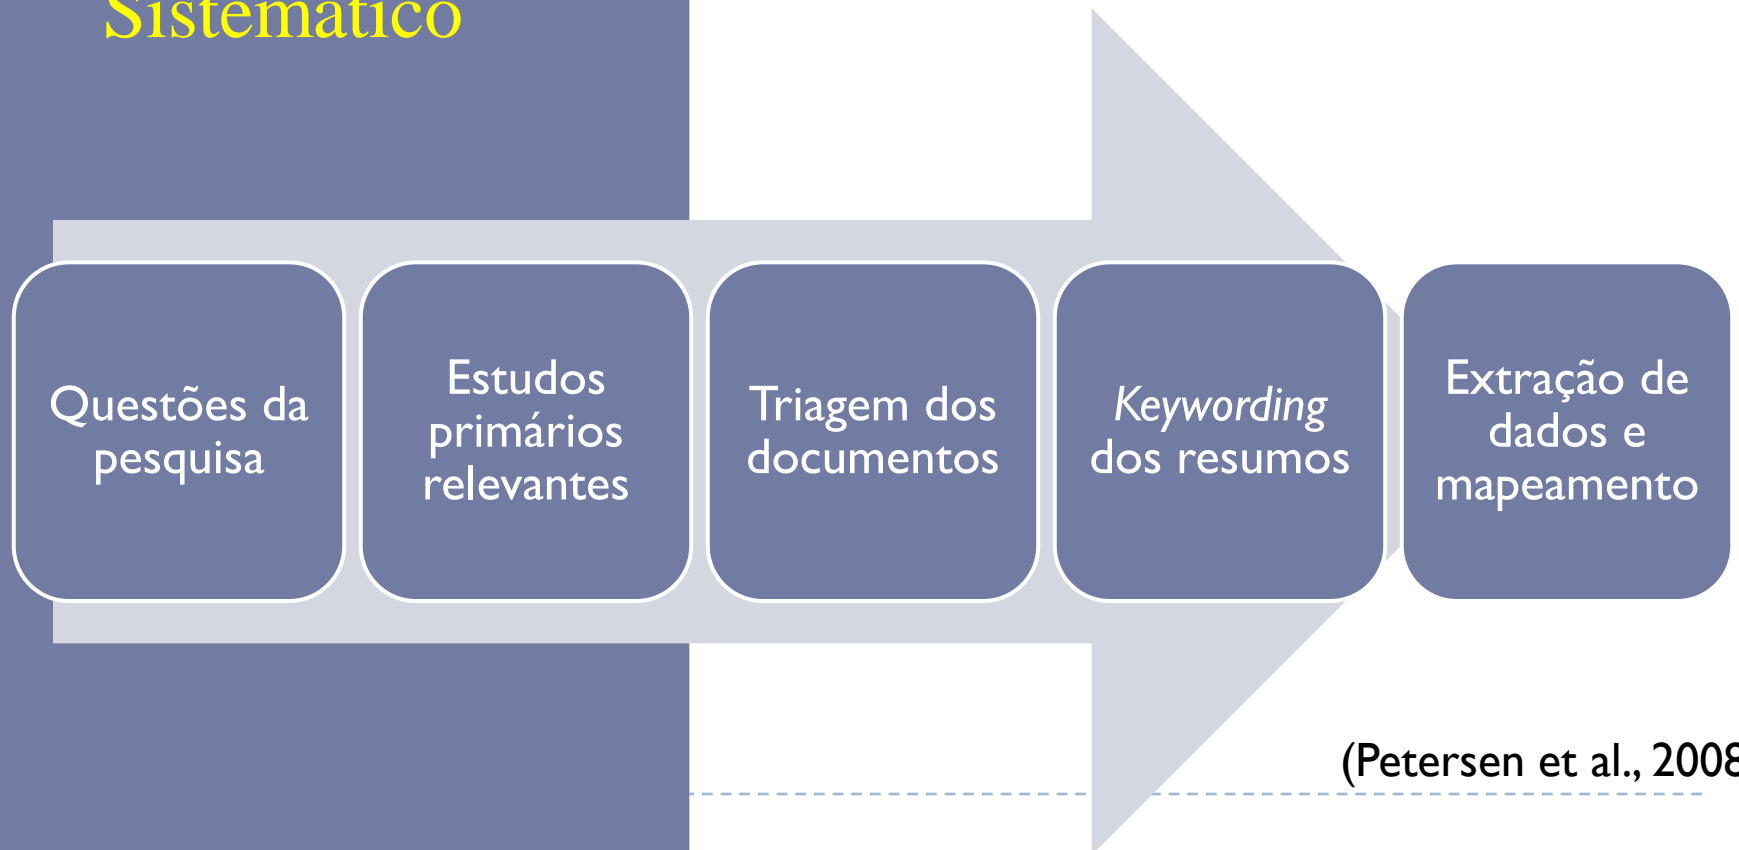 Sistemático
Questões da
pesquisa
Estudos
primários
relevantes
Triagem dos
documentos
Keywording
dos resumos
Extração de
dados e
mapeamento
(Petersen et al., 2008